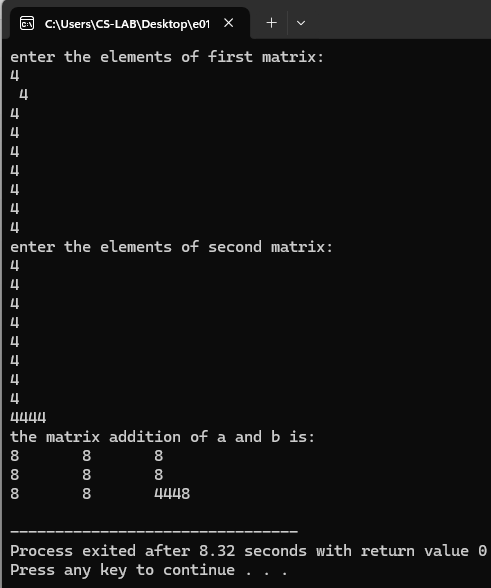 C:\Users\CS-LAB\Desktop\e01
enter the elements of first matrix:
4
 4
4
4
4
4
4
4
4
enter the elements of second matrix:
4
4
4
4
4
4
4
4
4444
the matrix addition of a and b is:
8       8       8
8       8       8
8       8       4448

--------------------------------
Process exited after 8.32 seconds with return value 0
Press any key to continue . . .